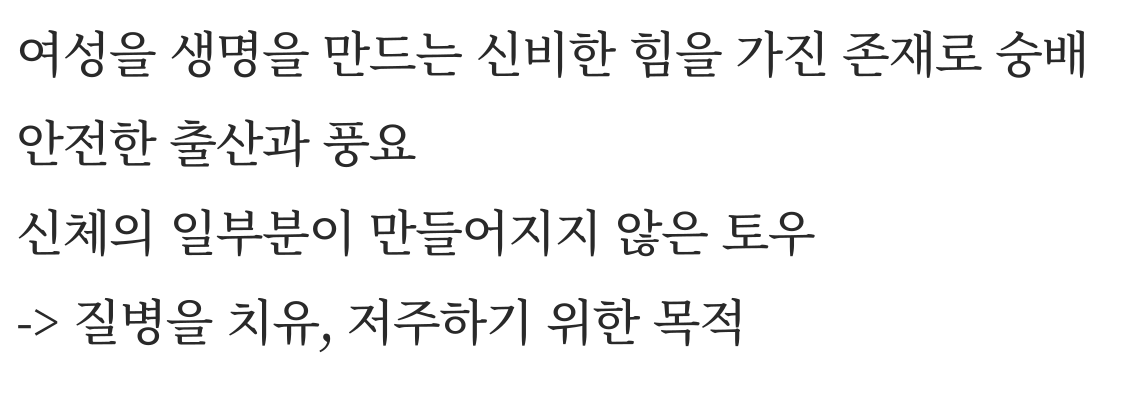 여성을 생명을 만드는 신비한 힘을 가진 존재로 숭배
안전한 출산과 풍요
신체의 일부분이 만들어지지 않은 토우
-> 질병을 치유, 저주하기 위한 목적